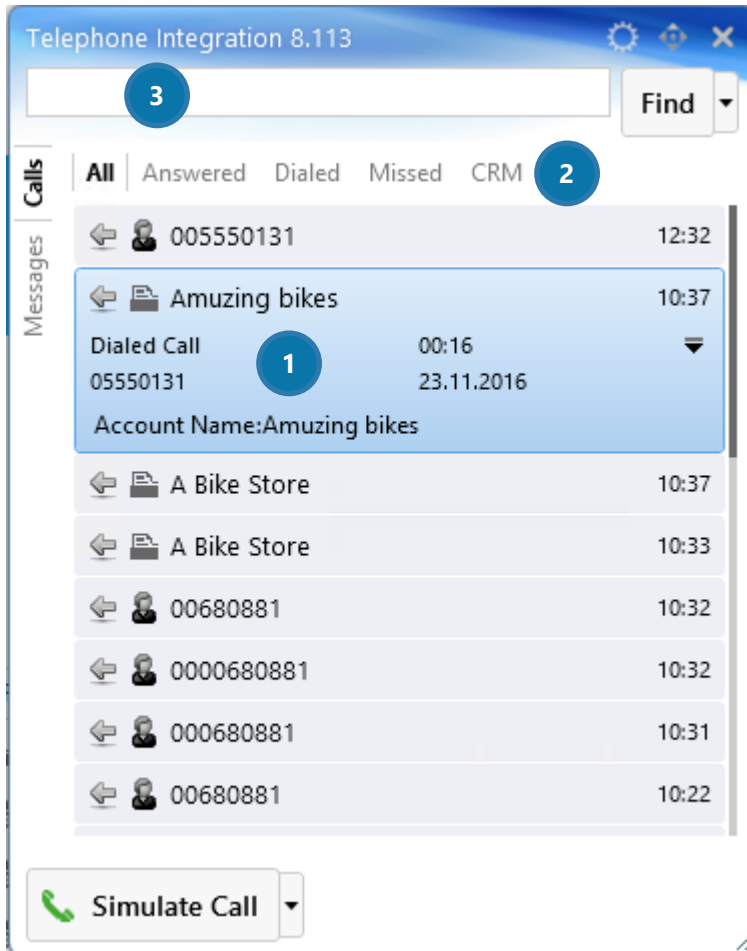 Telephone Integration 8.113
3
Find
Calls
Messages
All Answered Dialed Missed CRM 2
005550131 12:32
Amuzing bikes 10:37
Dialed Call 1 00:16
05550131 23.11.2016
Account Name:Amuzing bikes
A Bike Store 10:37
A Bike Store 10:33
00680881 10:32
0000680881 10:32
000680881 10:31
00680881 10:22
Simulate Call